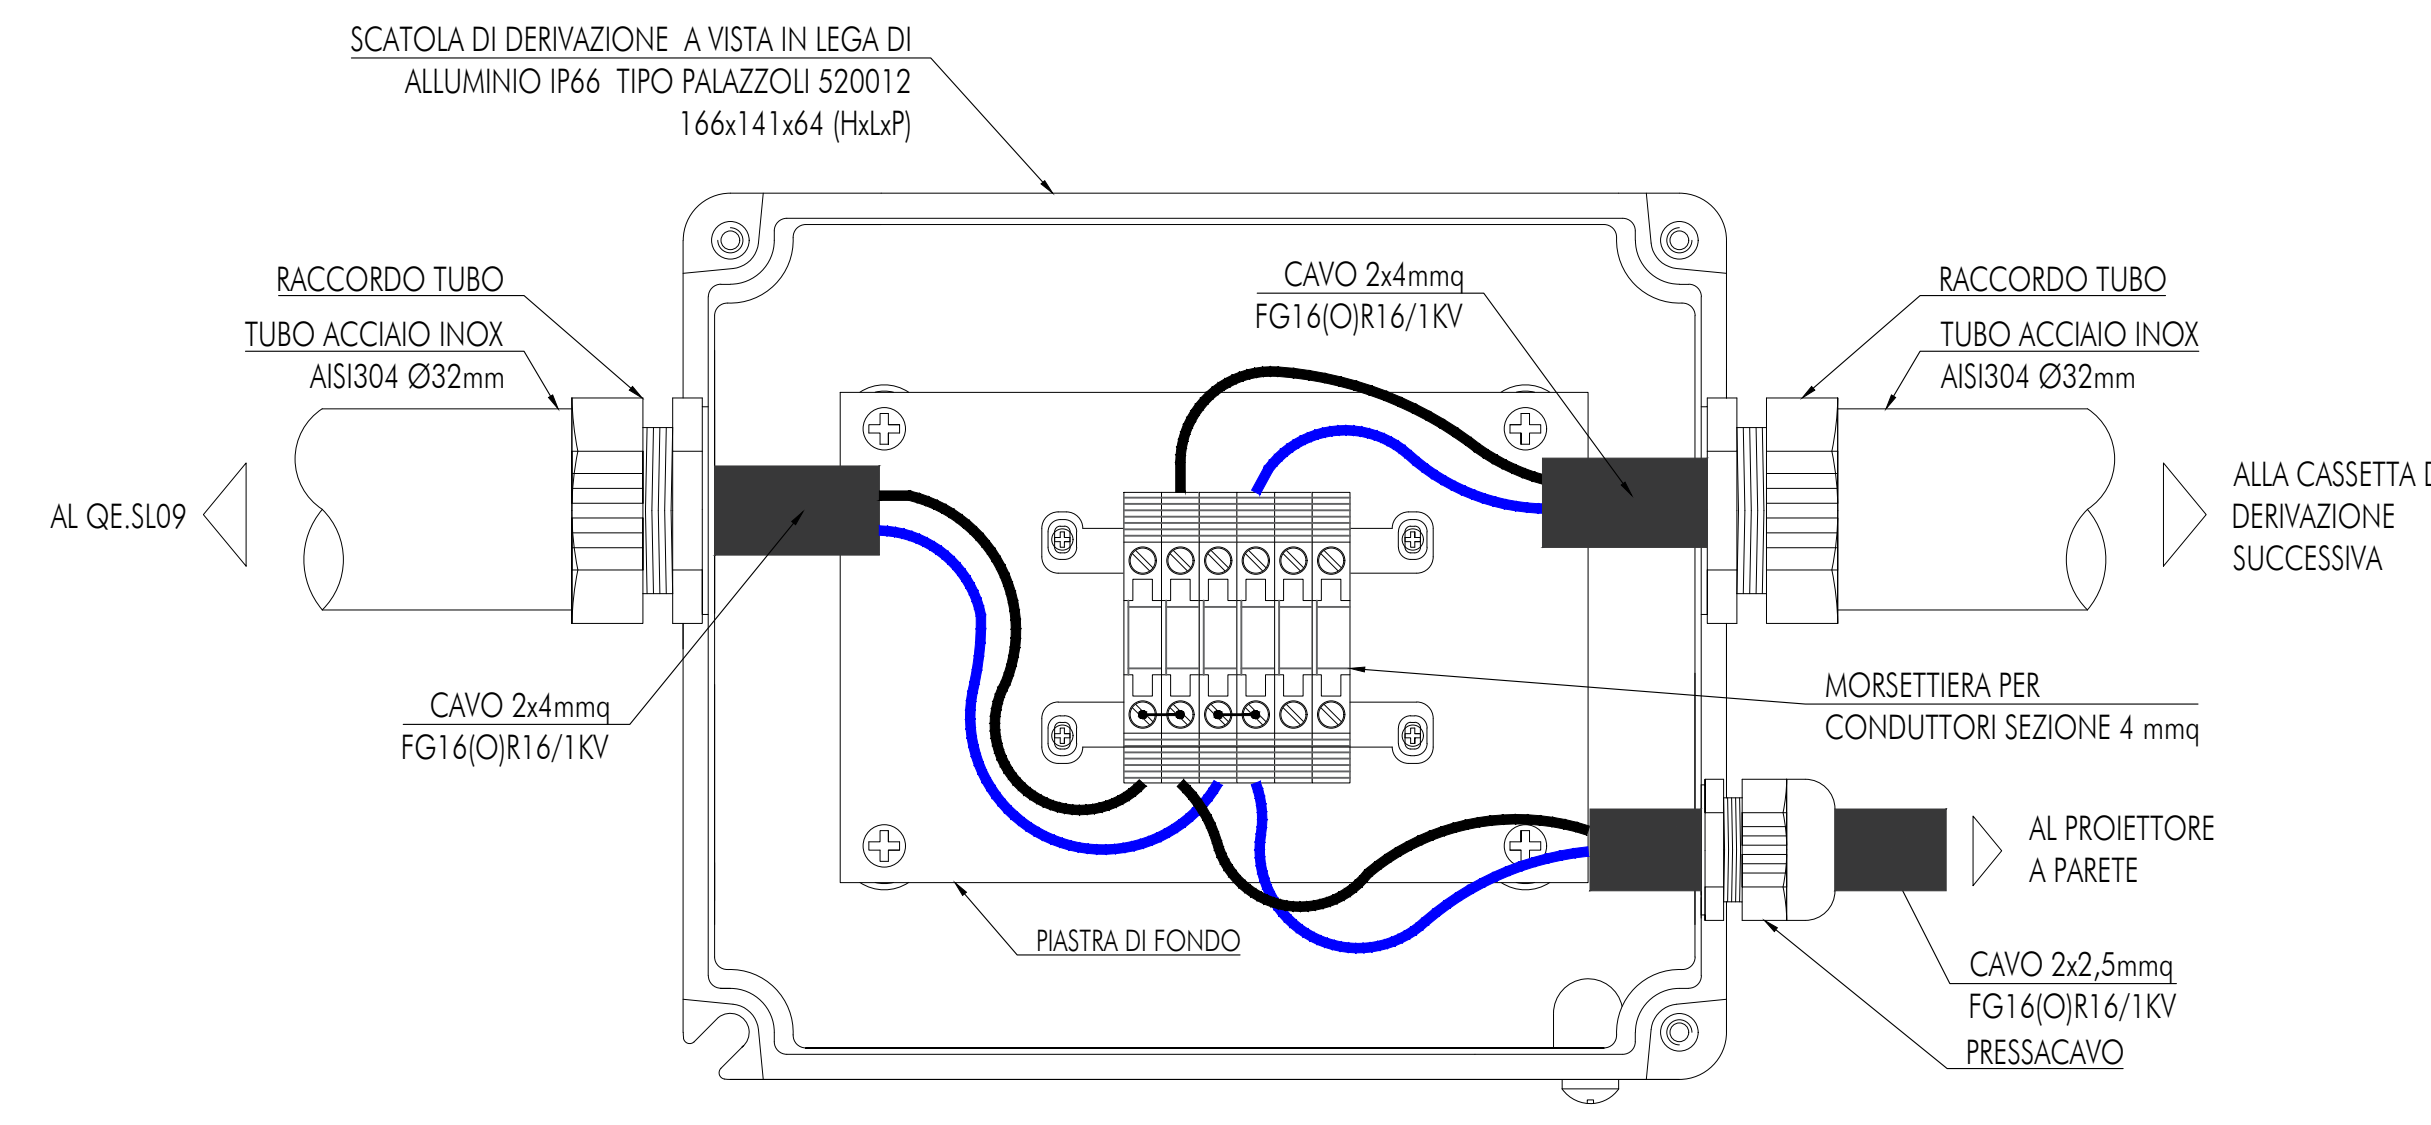 SCATOLA DI DERIVAZIONE A VISTA IN LEGA DI
ALLUMINIO IP66 TIPO PALAZZOLI 520012
166x141x64 (HxLxP)
RACCORDO TUBO
TUBO ACCIAIO INOX
AISI304 Ø32mm
AL QE.SL09
CAVO 2x4mmq
FG16(O)R16/1KV
CAVO 2x4mmq
FG16(O)R16/1KV
RACCORDO TUBO
TUBO ACCIAIO INOX
AISI304 Ø32mm
ALLA CASSETTA
DERIVAZIONE
SUCCESSIVA
MORSETTIERA PER
CONDUTTORI SEZIONE 4 mmq
AL PROIETTORE
A PARETE
PIASTRA DI FONDO
CAVO 2x2,5mmq
FG16(O)R16/1KV
PRESSACAVO